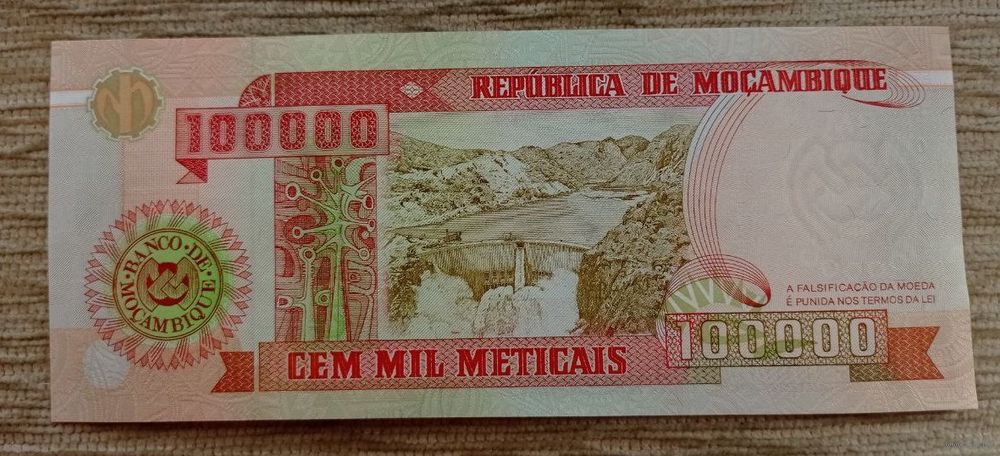 REPÚBLICA DE MOÇAMBIQUE
100000
BANCO·DE·
MOÇAMBIQUE
A FALSIFICAÇÃO DA MOEDA
É PUNIDA NOS TERMOS DA LEI
100000
CEM MIL METICAIS